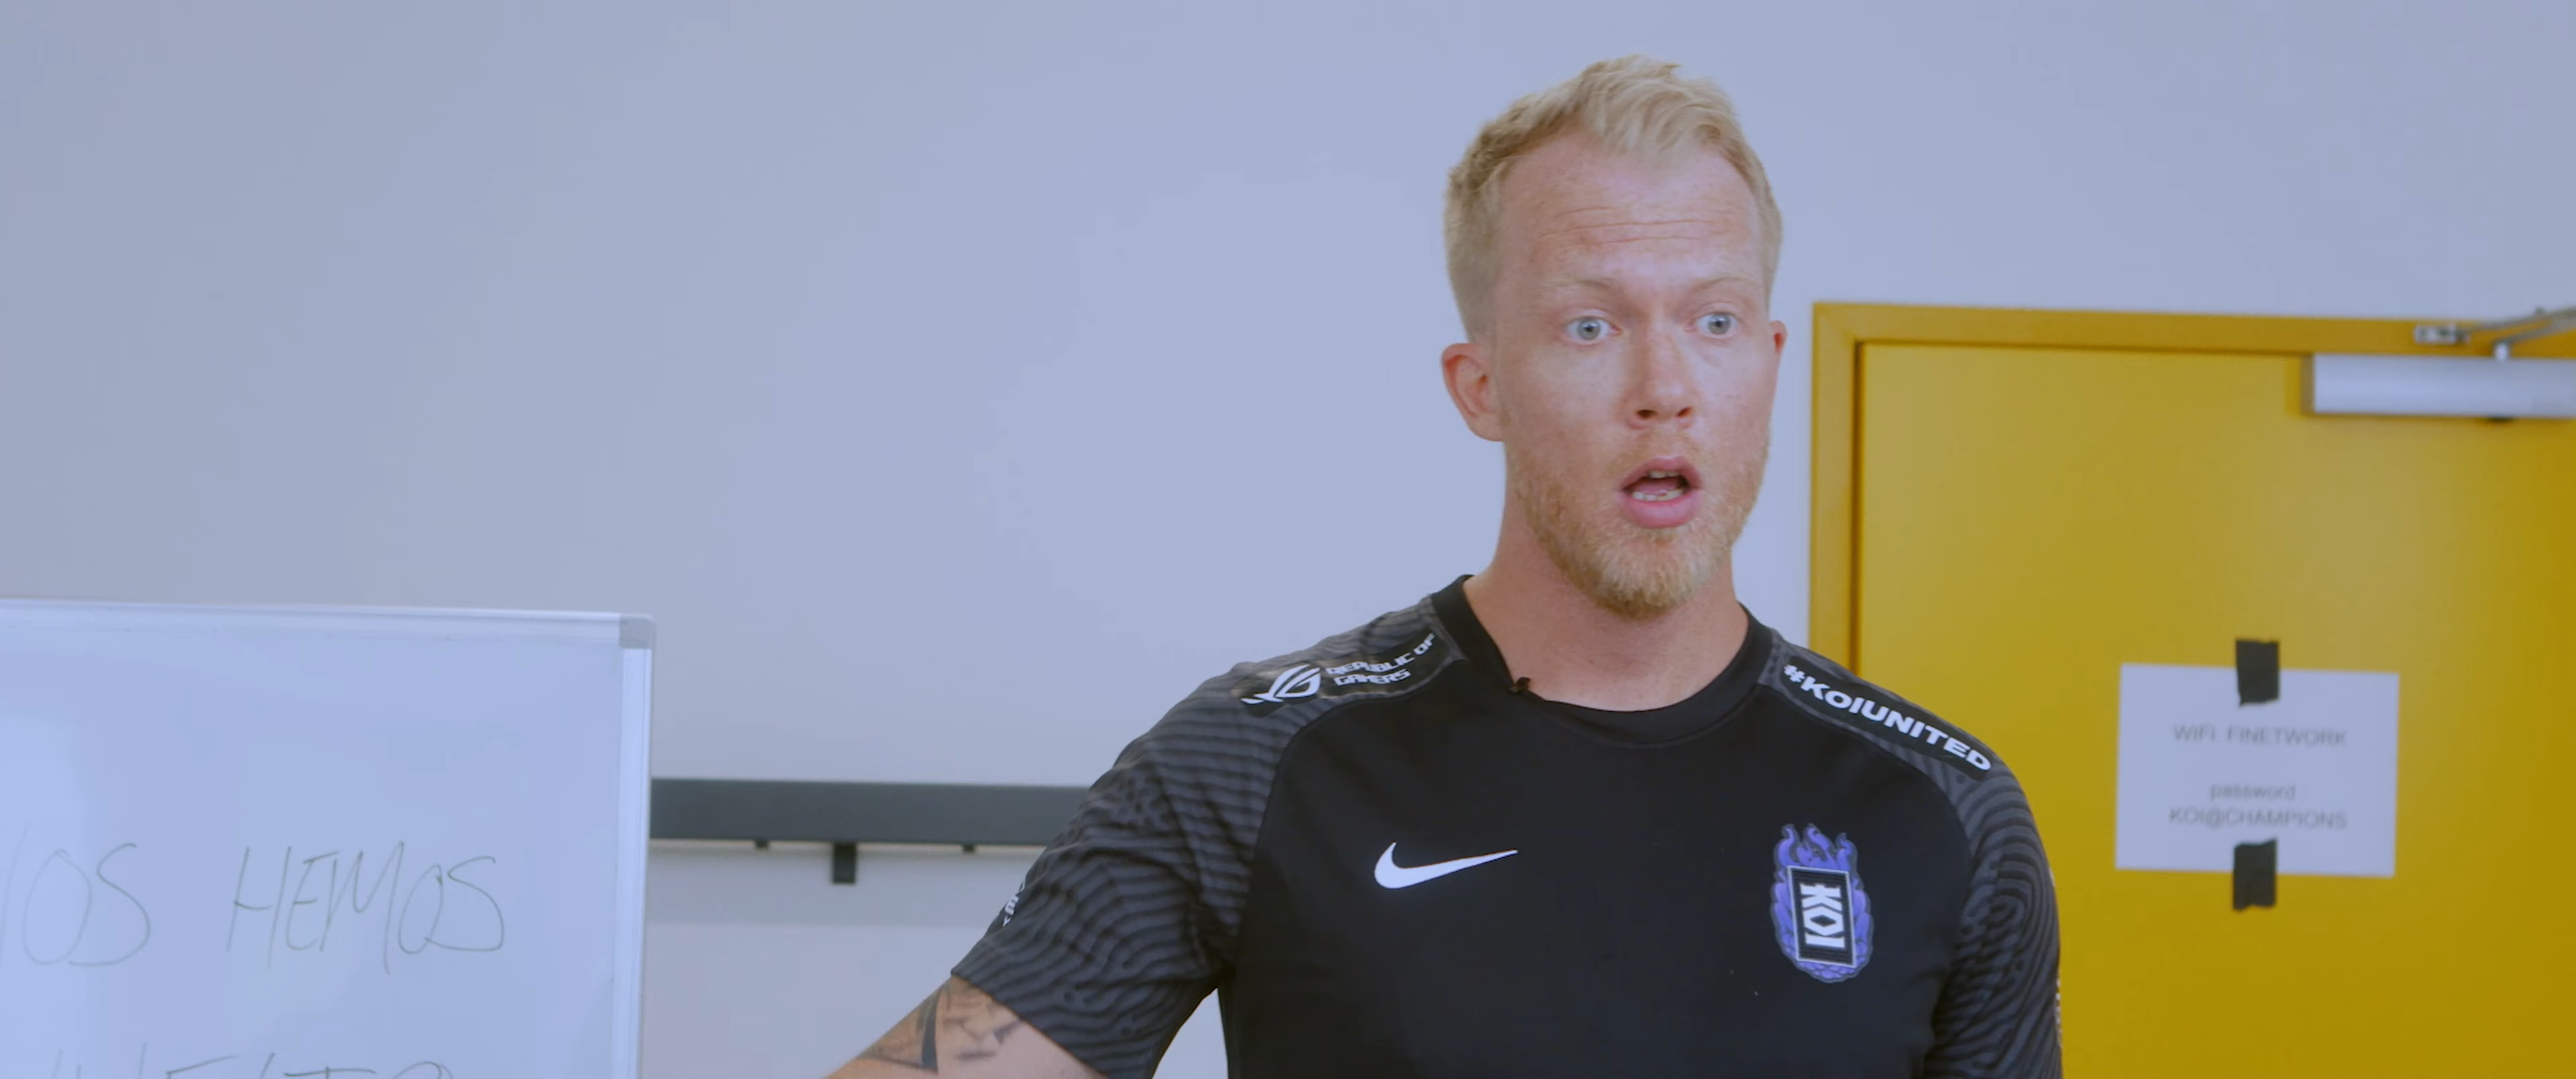 HEMOS
REPUBLIC OF
GAMERS
#KOIUNITED
KOI
WIFI: FINETWORK
password
KOI@CHAMPIONS